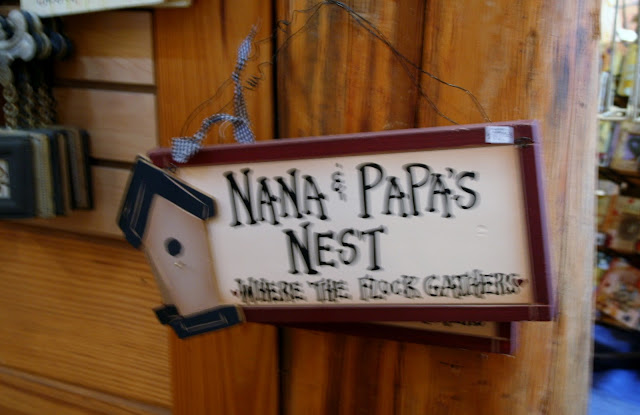 NANA & PAPA'S
NEST
WHERE THE FLOCK GATHERS